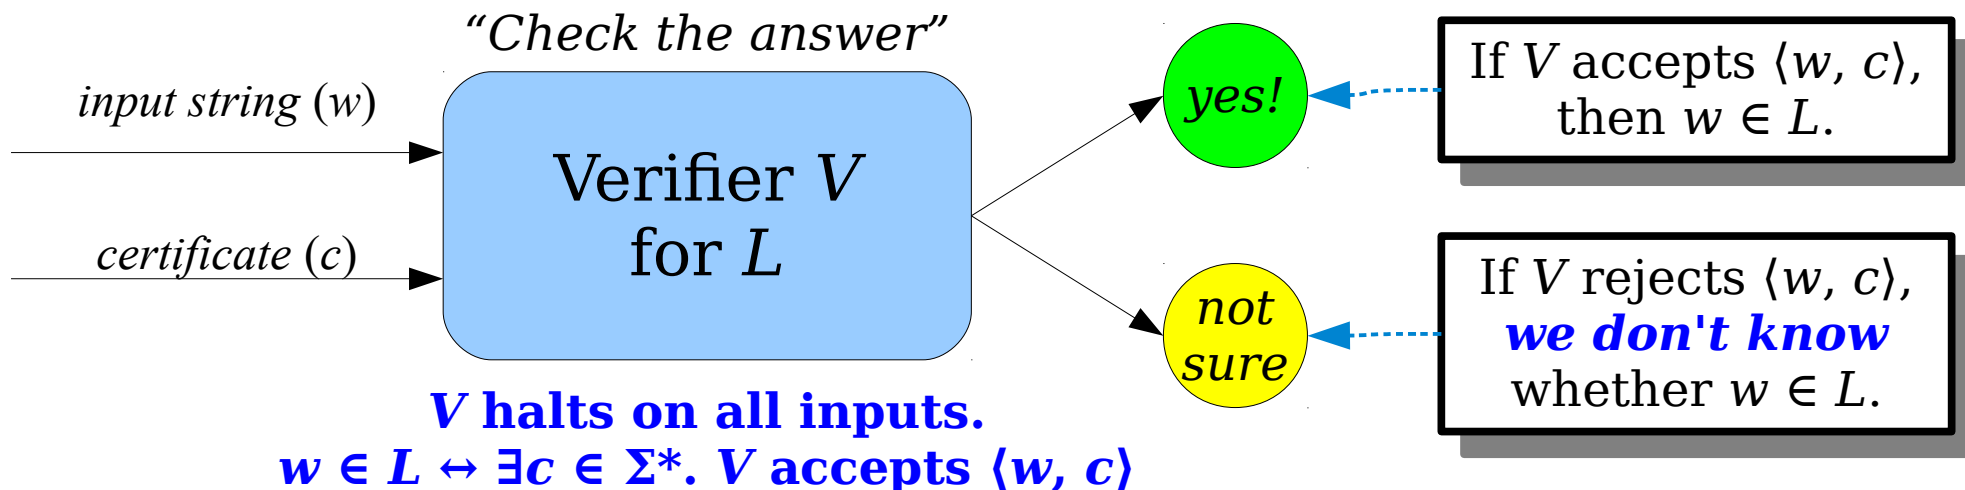 “Check the answer”
input string (w)
certificate (c)
Verifier V
for L
yes!
not
sure
If V accepts ⟨w, c⟩,
then w ∈ L.
If V rejects ⟨w, c⟩,
we don't know
whether w ∈ L.
V halts on all inputs.
w ∈ L ↔ ∃c ∈ Σ*. V accepts ⟨w, c⟩